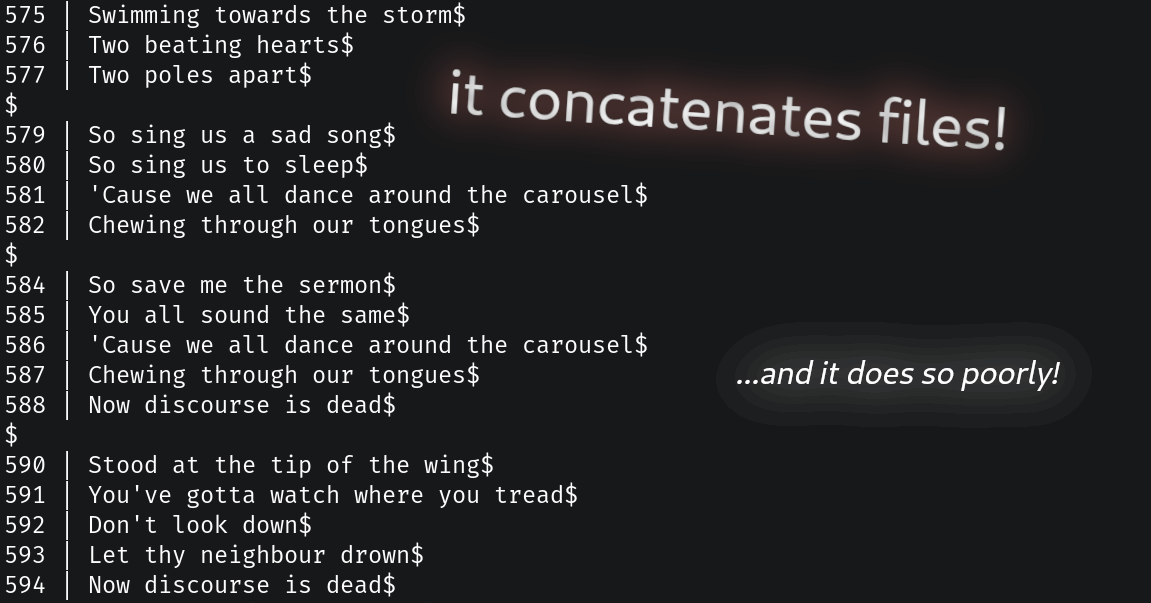 575 | Swimming towards the storm$
576 | Two beating hearts$
577 | Two poles apart$
$
579 | So sing us a sad song$
580 | So sing us to sleep$
581 | 'Cause we all dance around the carousel$
582 | Chewing through our tongues$
$
584 | So save me the sermon$
585 | You all sound the same$
586 | 'Cause we all dance around the carousel$
587 | Chewing through our tongues$
588 | Now discourse is dead$
$
590 | Stood at the tip of the wing$
591 | You've gotta watch where you tread$
592 | Don't look down$
593 | Let thy neighbour drown$
594 | Now discourse is dead$
it concatenates files!
...and it does so poorly!